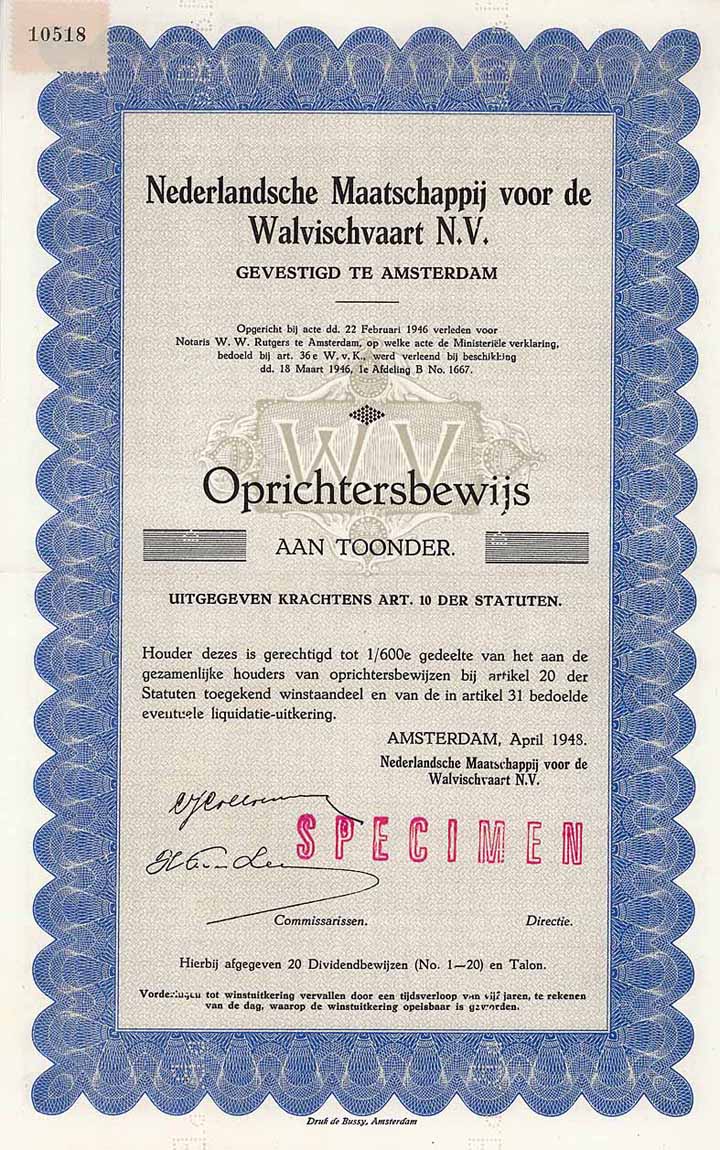 10518
Nederlandsche Maatschappij voor de
Walvischvaart N.V.
GEVESTIGD TE AMSTERDAM
Opgericht bij acte dd. 22 Februari 1946 verleden voor
Notaris W. W. Rutgers te Amsterdam, op welke acte de Ministeriële verklaring,
bedoeld bij art. 36e W. v. K., werd verleend bij beschikking
dd. 18 Maart 1946, 1e Afdeling B No. 1667.
WV
Oprichtersbewijs
AAN TOONDER.
UITGEGEVEN KRACHTENS ART. 10 DER STATUTEN.
Houder dezes is gerechtigd tot 1/600e gedeelte van het aan de
gezamenlijke houders van oprichtersbewijzen bij artikel 20 der
Statuten toegekend winstaandeel en van de in artikel 31 bedoelde
eventuele liquidatie-uitkering.
AMSTERDAM, April 1948.
Nederlandsche Maatschappij voor de
Walvischvaart N.V.
SPECIMEN
Commissarissen. Directie.
Hierbij afgegeven 20 Dividendbewijzen (No. 1—20) en Talon.
Vorderingen tot winstuitkering vervallen door een tijdsverloop van vijf jaren, te rekenen
van de dag, waarop de winstuitkering opeisbaar is geworden.
Druk de Bussy, Amsterdam